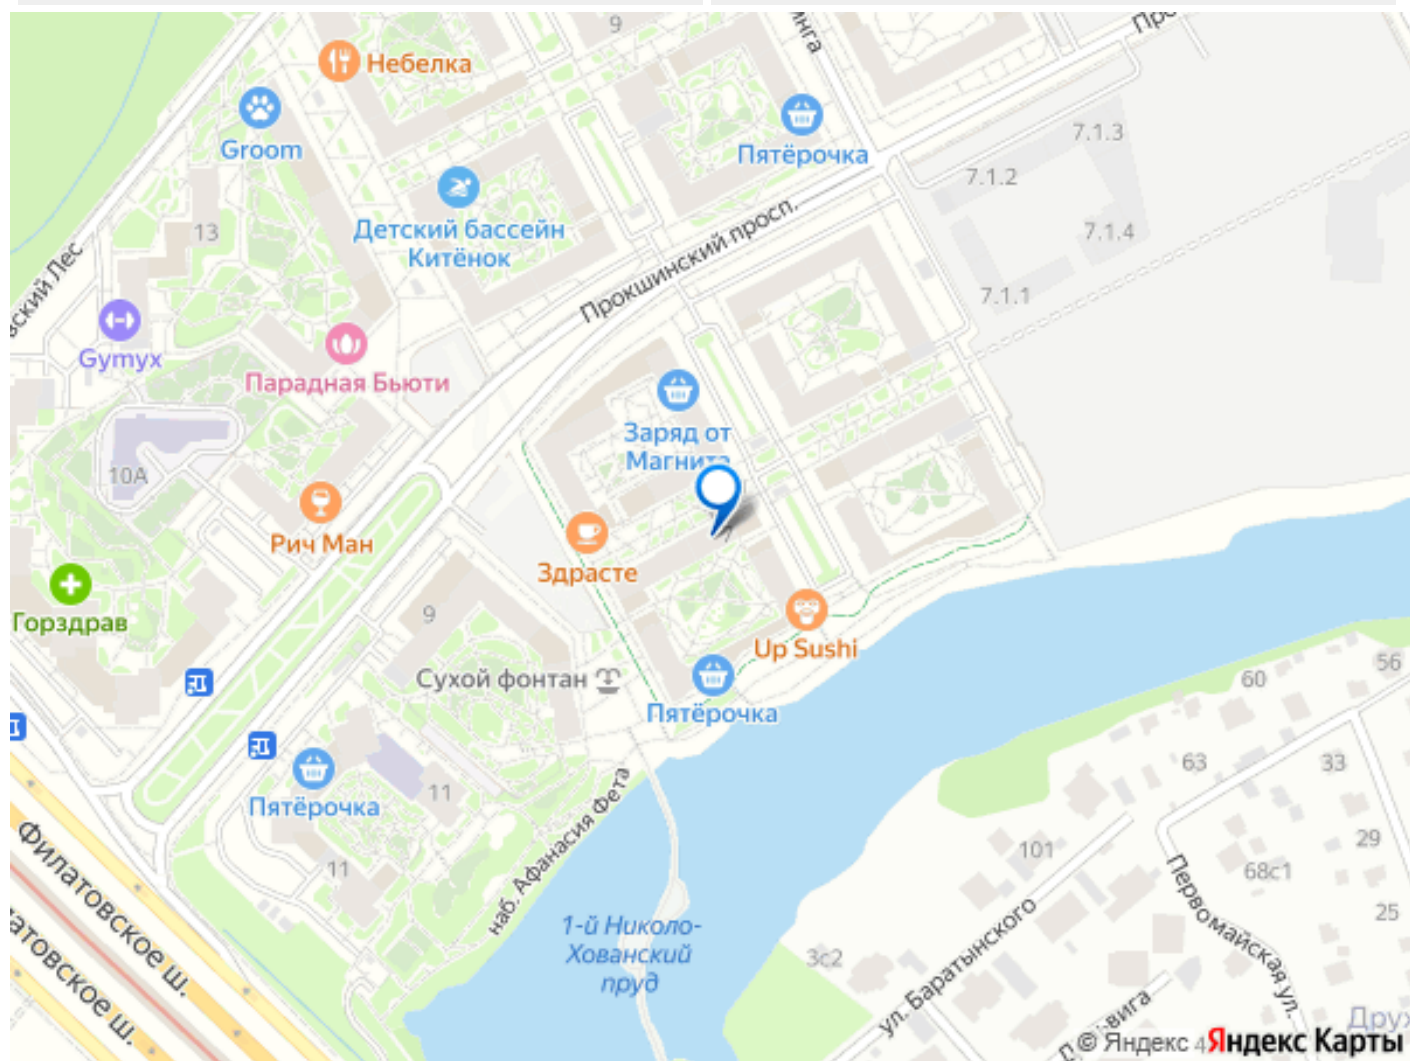 9
Небелка
Groom
Пятёрочка
7.1.3
7.1.2
Детский бассейн
Китёнок
13
7.1.4
Прокшинский просп.
7.1.1
Gymyx
Парадная Бьюти
Заряд от
Магнита
10А
Рич Ман
Здрасте
Горздрав
9
Up Sushi
Сухой фонтан
Пятёрочка
56
60
63
33
Пятёрочка
11
11
наб. Афанасия Фета
Филатовское ш.
101
29
68с1
25
Первомайская ул.
ул. Баратынского
1-й Николо-
Хованский
пруд
3с2
© Яндекс
Яндекс Карты